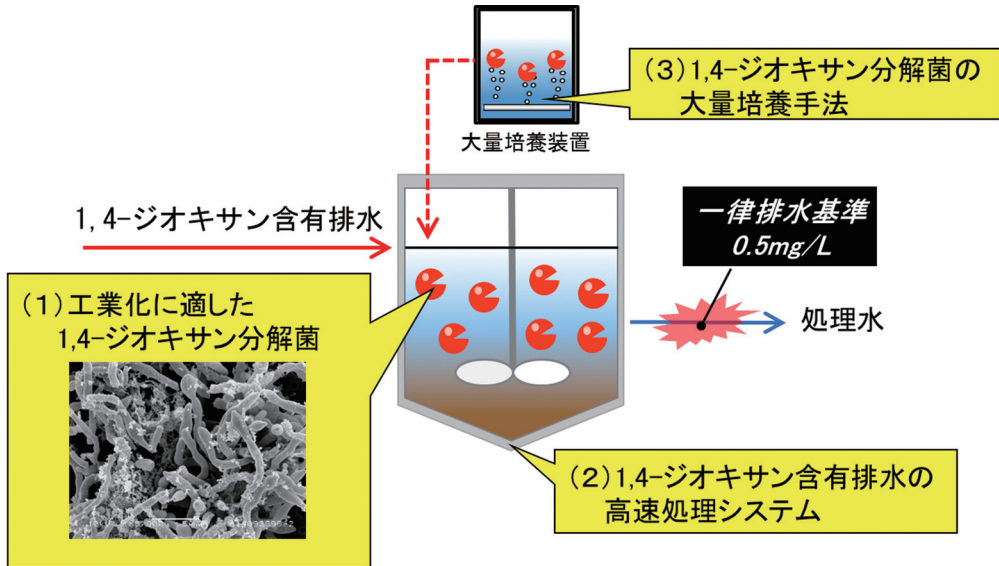 (3)1,4-ジオキサン分解菌の
大量培養手法
大量培養装置
1,4-ジオキサン含有排水
一律排水基準
0.5mg/L
(1)工業化に適した
1,4-ジオキサン分解菌
処理水
(2)1,4-ジオキサン含有排水の
高速処理システム